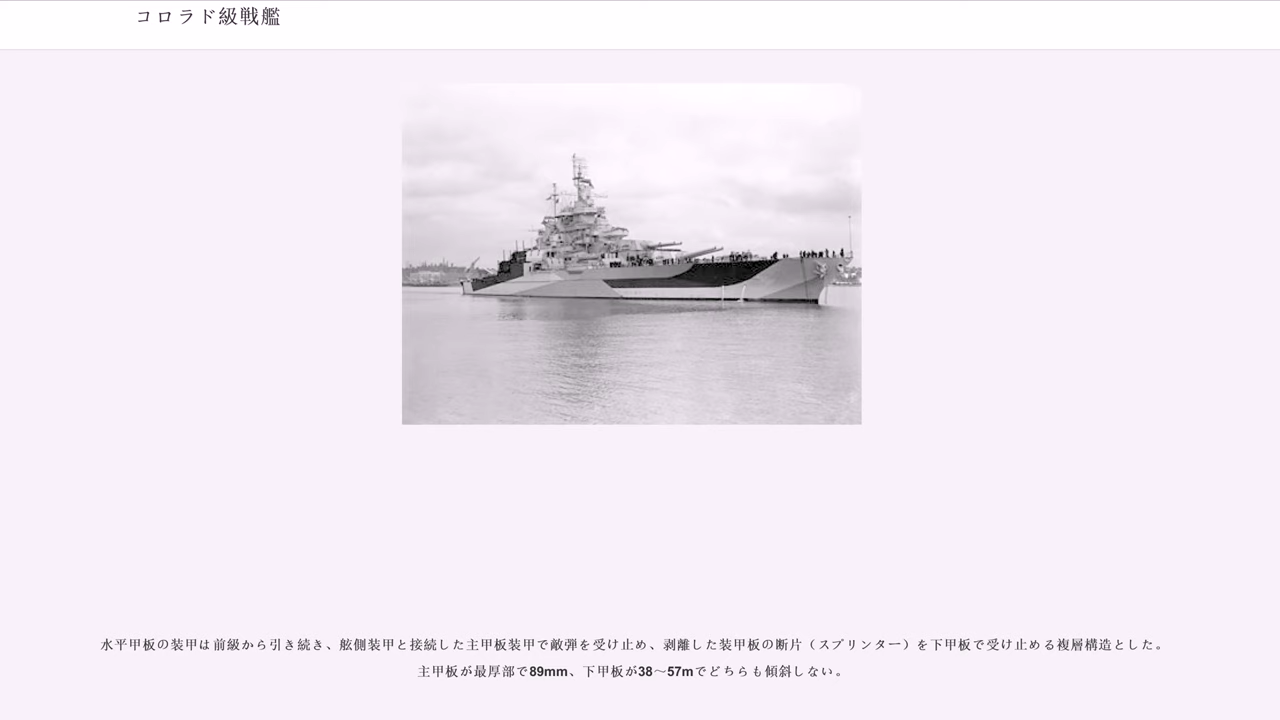 コロラド級戦艦
水平甲板の装甲は前級から引き続き、舷側装甲と接続した主甲板装甲で敵弾を受け止め、剥離した装甲板の断片（スプリンター）を下甲板で受け止める複層構造とした。
主甲板が最厚部で89mm、下甲板が38～57mでどちらも傾斜しない。